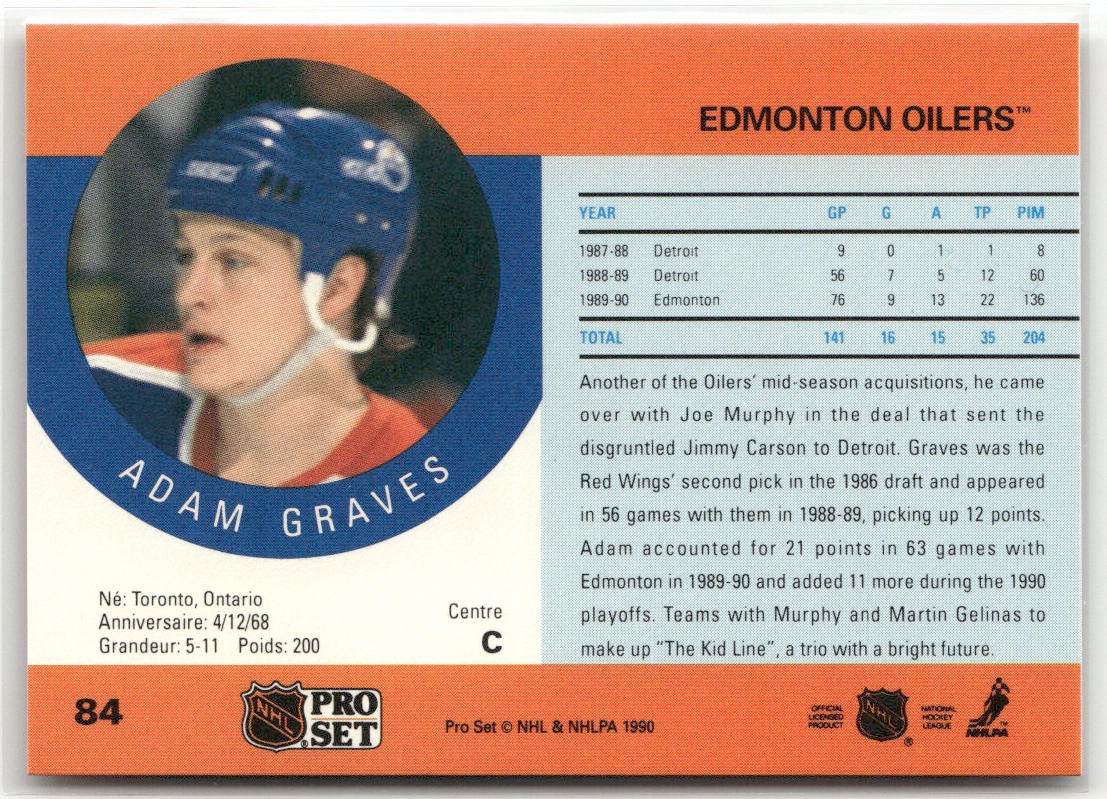 EDMONTON OILERS™
YEAR GP G A TP PIM
1987-88 Detroit 9 0 1 1 8
1988-89 Detroit 56 7 5 12 60
1989-90 Edmonton 76 9 13 22 136
TOTAL 141 16 15 35 204
Another of the Oilers' mid-season acquisitions, he came
over with Joe Murphy in the deal that sent the
disgruntled Jimmy Carson to Detroit. Graves was the
Red Wings' second pick in the 1986 draft and appeared
in 56 games with them in 1988-89, picking up 12 points.
Adam accounted for 21 points in 63 games with
Edmonton in 1989-90 and added 11 more during the 1990
playoffs. Teams with Murphy and Martin Gelinas to
make up "The Kid Line", a trio with a bright future.
ADAM GRAVES
Né: Toronto, Ontario
Anniversaire: 4/12/68
Grandeur: 5-11 Poids: 200
Centre
C
84
NHL
PRO
SET
®
Pro Set © NHL & NHLPA 1990
OFFICIAL
LICENSED
PRODUCT
NHL
®
NATIONAL
HOCKEY
LEAGUE
™
NHLPA